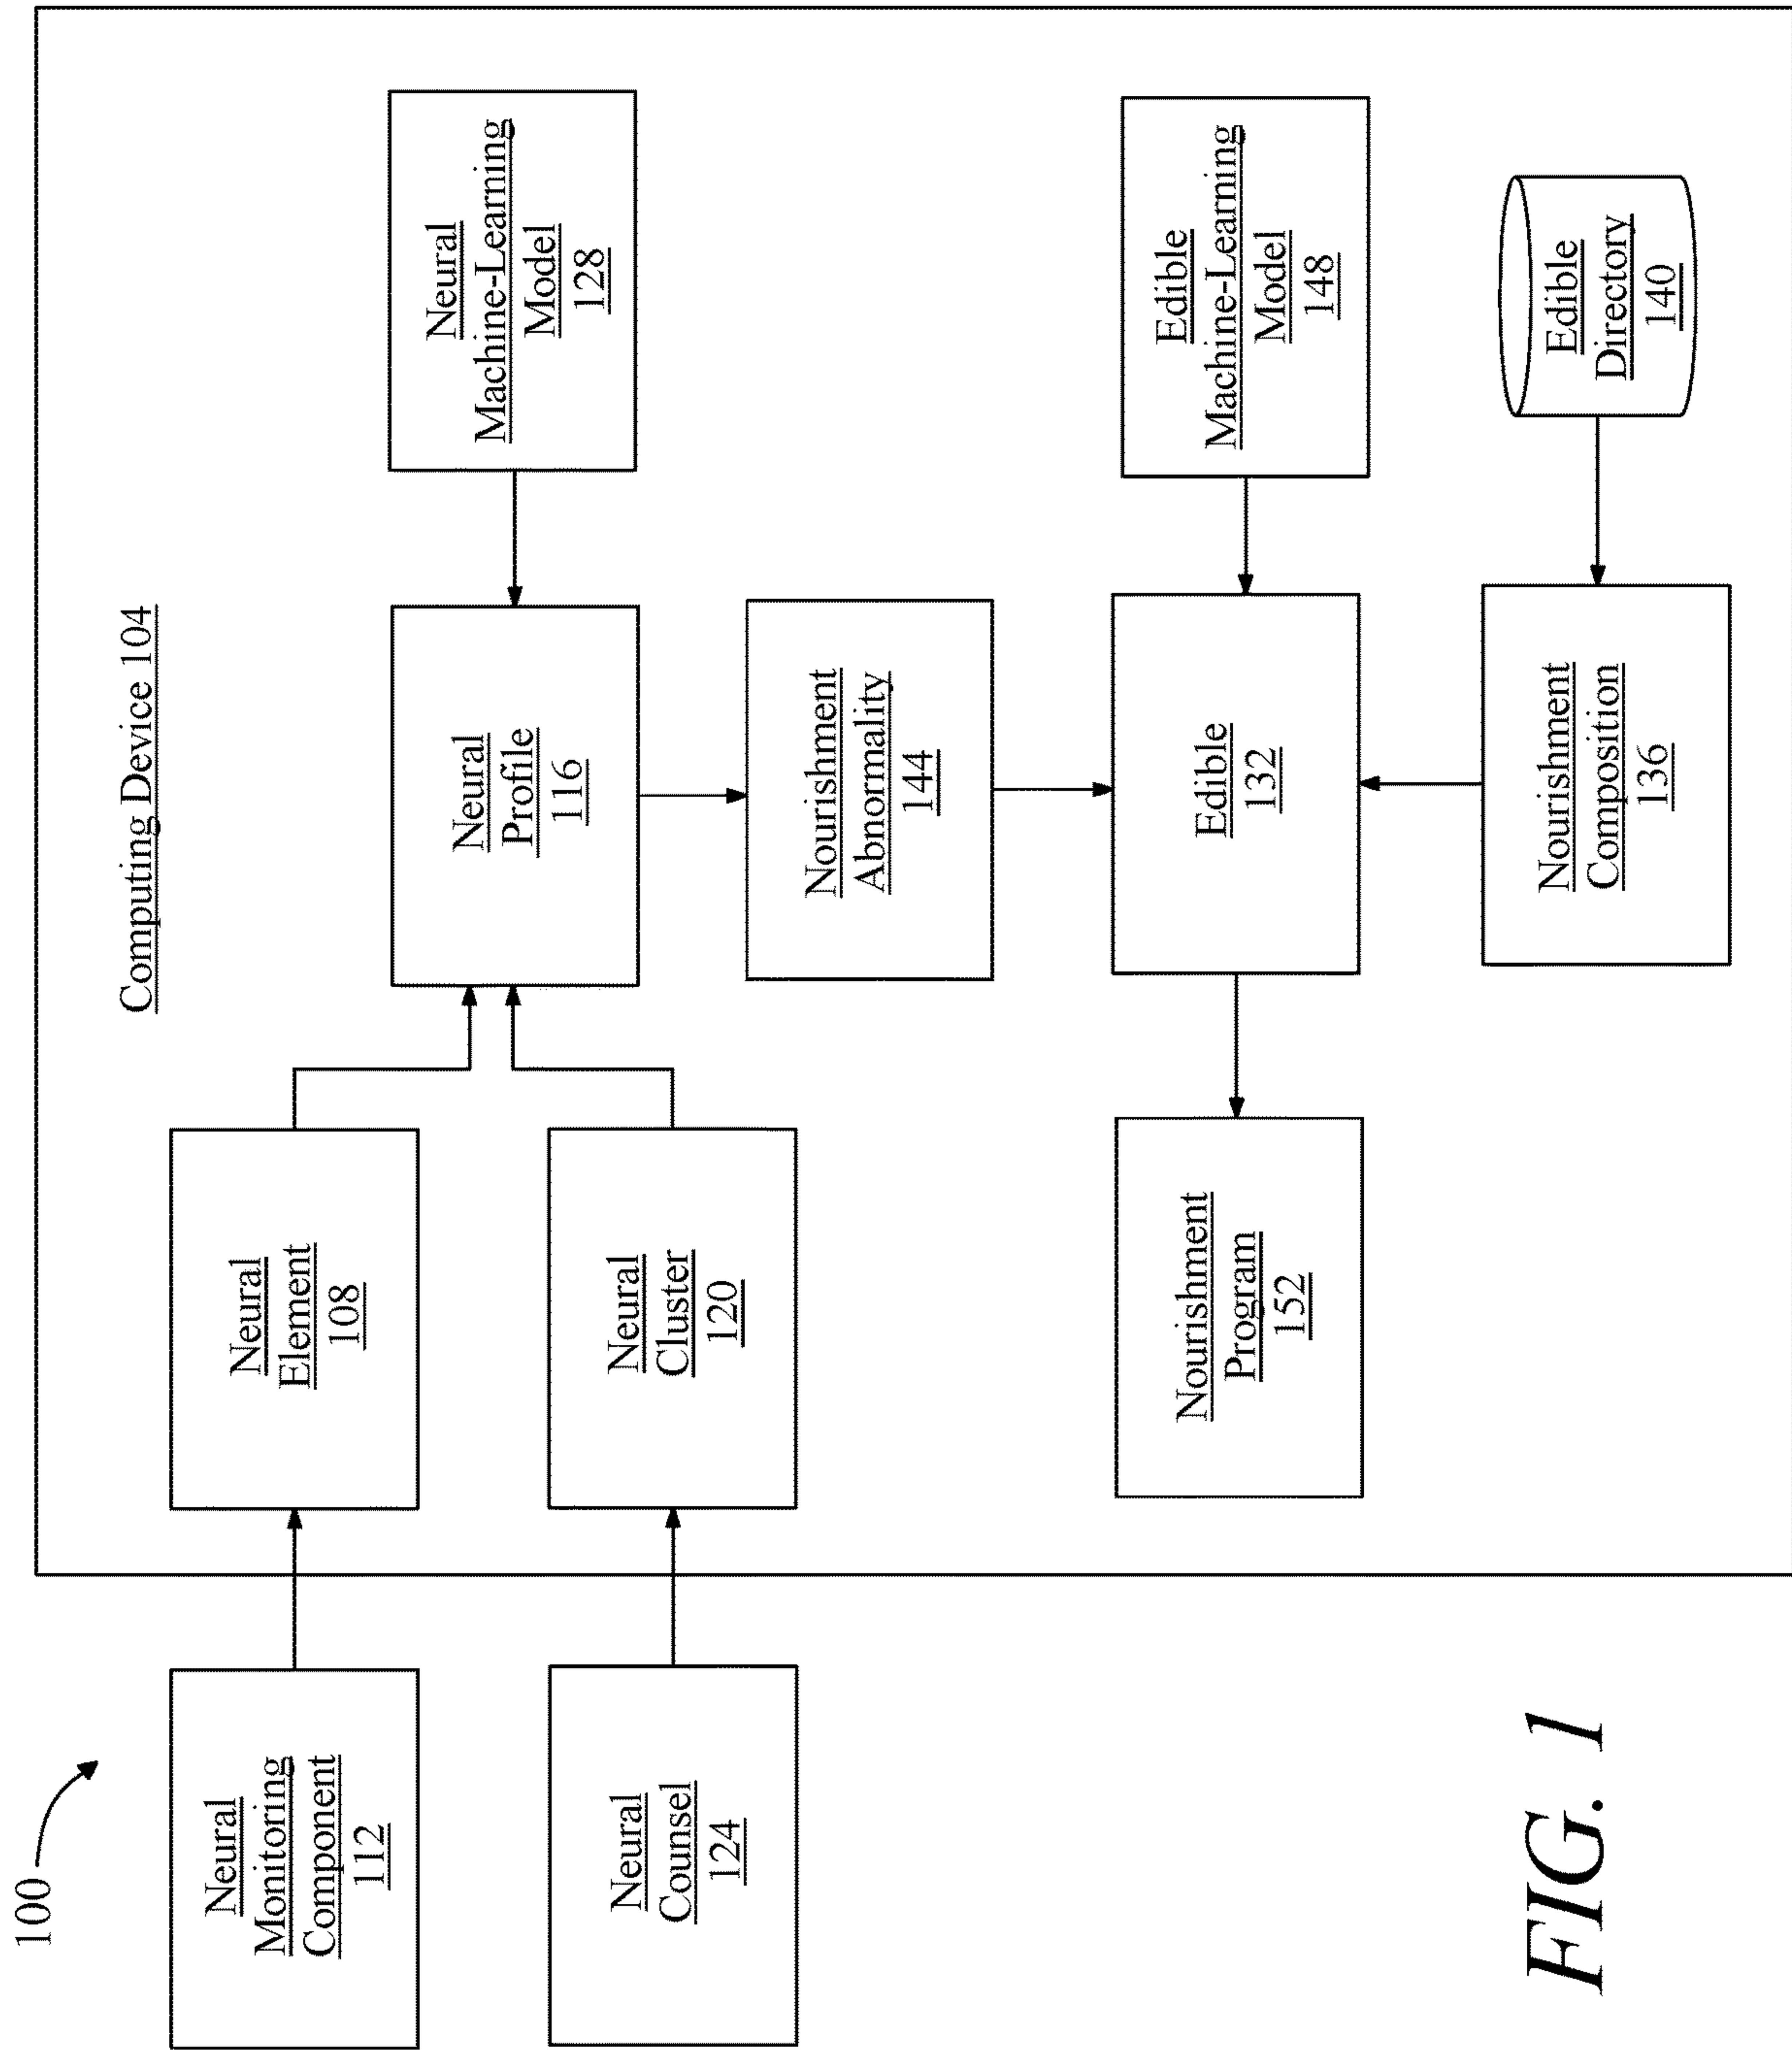 100
Computing Device 104
Neural
Monitoring
Component
112
Neural
Element
108
Neural
Profile
116
Neural
Machine-Learning
Model
128
Neural
Counsel
124
Neural
Cluster
120
Nourishment
Abnormality
144
Nourishment
Program
152
Edible
132
Edible
Machine-Learning
Model
148
Nourishment
Composition
136
Edible
Directory
140
FIG. 1